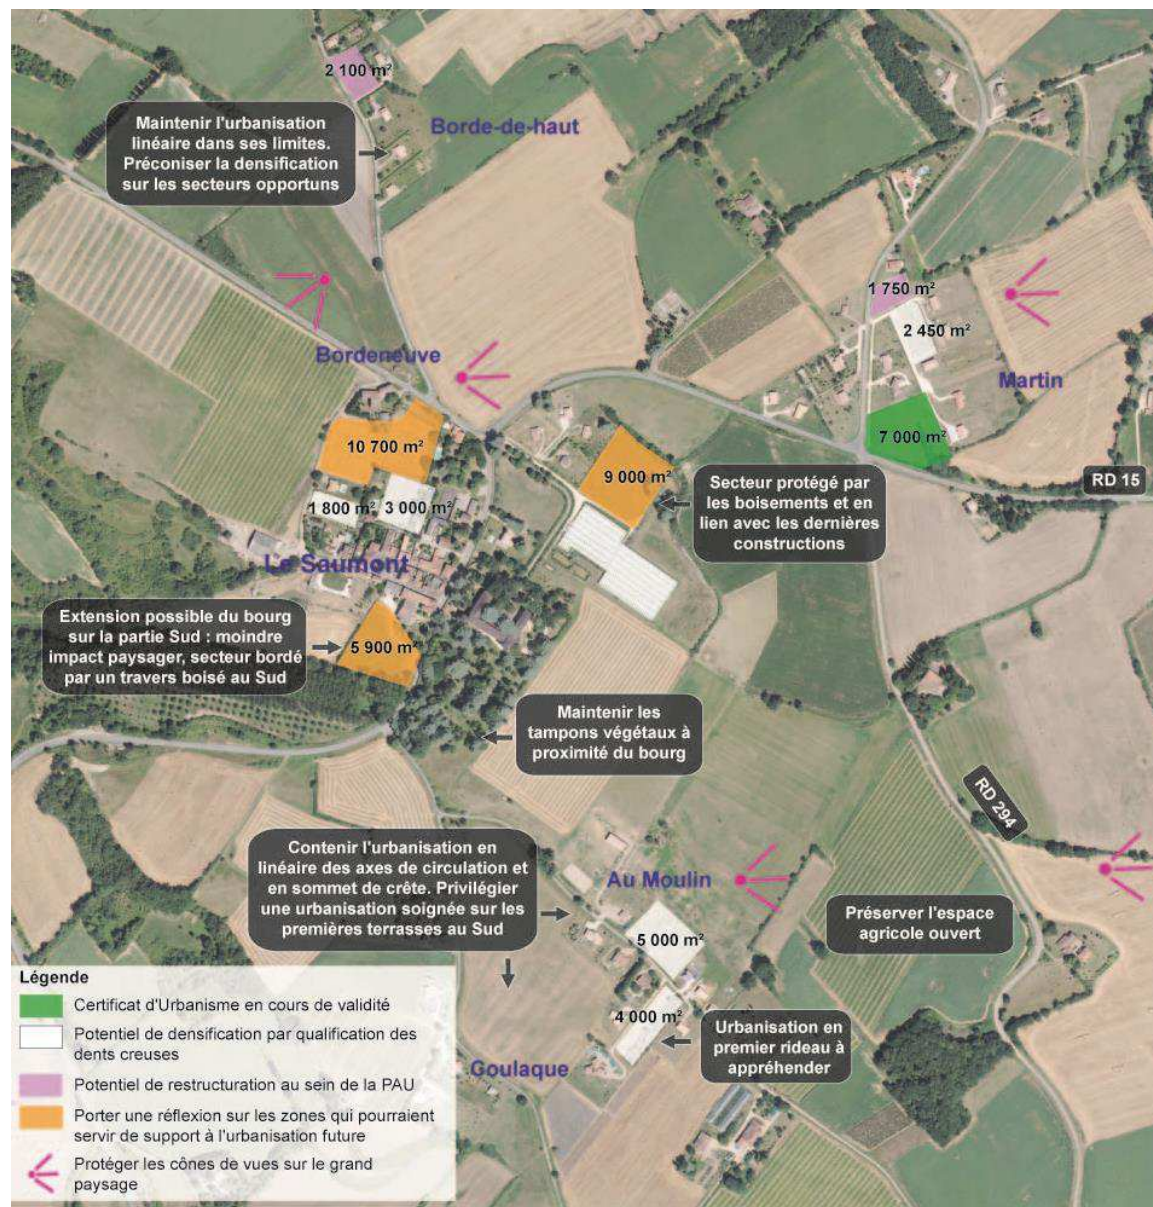 2 100 m²
Maintenir l'urbanisation
linéaire dans ses limites.
Préconiser la densification
sur les secteurs opportuns
Borde-de-haut
1 750 m²
2 450 m²
Bordeneuve
Martin
10 700 m²
7 000 m²
9 000 m²
Secteur protégé par
les boisements et en
lien avec les dernières
constructions
RD 15
1 800 m²
3 000 m²
Le Saumont
Extension possible du bourg
sur la partie Sud : moindre
impact paysager, secteur bordé
par un travers boisé au Sud
5 900 m²
Maintenir les
tampons végétaux à
proximité du bourg
RD 294
Contenir l'urbanisation en
linéaire des axes de circulation et
en sommet de crête. Privilégier
une urbanisation soignée sur les
premières terrasses au Sud
Au Moulin
Préserver l'espace
agricole ouvert
5 000 m²
4 000 m²
Urbanisation en
premier rideau à
appréhender
Goulaque
Légende
Certificat d'Urbanisme en cours de validité
Potentiel de densification par qualification des
dents creuses
Potentiel de restructuration au sein de la PAU
Porter une réflexion sur les zones qui pourraient
servir de support à l'urbanisation future
Protéger les cônes de vues sur le grand
paysage